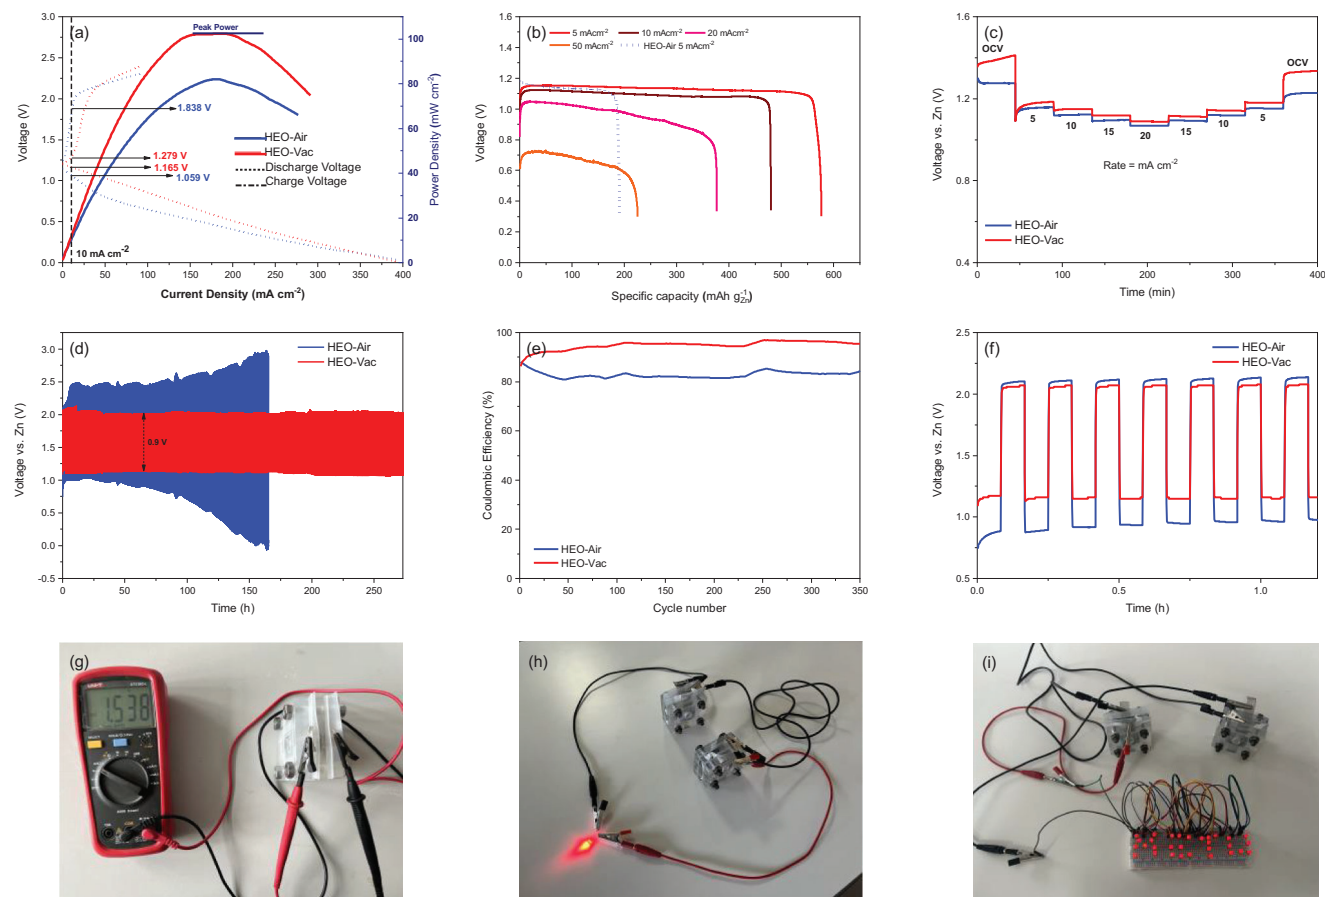 (a)
Peak Power
1.838 V
1.279 V
1.165 V
1.059 V
HEO-Air
HEO-Vac
Discharge Voltage
Charge Voltage
10 mA cm-2
Voltage (V)
3.0
2.5
2.0
1.5
1.0
0.5
0.0
0 50 100 150 200 250 300 350 400
Current Density (mA cm-2)
Power Density (mW cm-2)
100
80
60
40
20
0
(b)
5 mAcm-2 10 mAcm-2 20 mAcm-2
50 mAcm-2 HEO-Air 5 mAcm-2
Voltage (V)
1.6
1.4
1.2
1.0
0.8
0.6
0.4
0.2
0.0
0 100 200 300 400 500 600
Specific capacity (mAh g-1Zn)
(c)
OCV
OCV
5 10 15 20 15 10 5
Rate = mA cm-2
HEO-Air
HEO-Vac
Voltage vs. Zn (V)
1.6
1.2
0.8
0.4
0 100 200 300 400
Time (min)
(d)
HEO-Air
HEO-Vac
0.9 V
Voltage vs. Zn (V)
3.0
2.5
2.0
1.5
1.0
0.5
0.0
-0.5
0 50 100 150 200 250
Time (h)
(e)
HEO-Air
HEO-Vac
Coulombic Efficiency (%)
100
80
60
40
20
0
0 50 100 150 200 250 300 350
Cycle number
(f)
HEO-Air
HEO-Vac
Voltage vs. Zn (V)
2.5
2.0
1.5
1.0
0.5
0.0 0.5 1.0
Time (h)
(g)
1.538
(h)
(i)